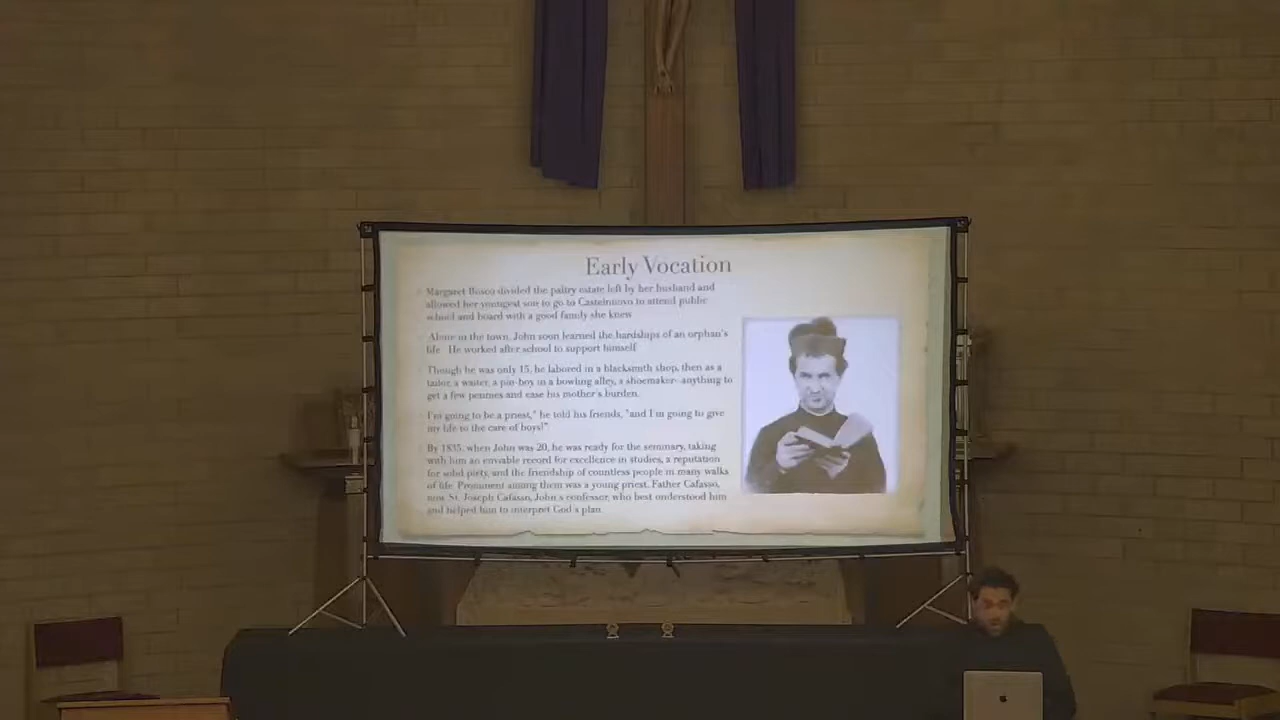 Early Vocation
Margaret Bosco divided the paltry estate left by her husband and
allowed her youngest son to go to Castelnuovo to attend public
school and board with a good family she knew
Alone in the town, John soon learned the hardships of an orphan's
life. He worked after school to support himself
Though he was only 15, he labored in a blacksmith shop, then as a
tailor, a waiter, a pin-boy in a bowling alley, a shoemaker- anything to
get a few pennies and ease his mother's burden.
I'm going to be a priest," he told his friends, "and I'm going to give
my life to the care of boys!"
By 1835, when John was 20, he was ready for the seminary, taking
with him an enviable record for excellence in studies, a reputation
for solid piety, and the friendship of countless people in many walks
of life. Prominent among them was a young priest, Father Cafasso,
now St. Joseph Cafasso, John's confessor, who best understood him
and helped him to interpret God's plan.